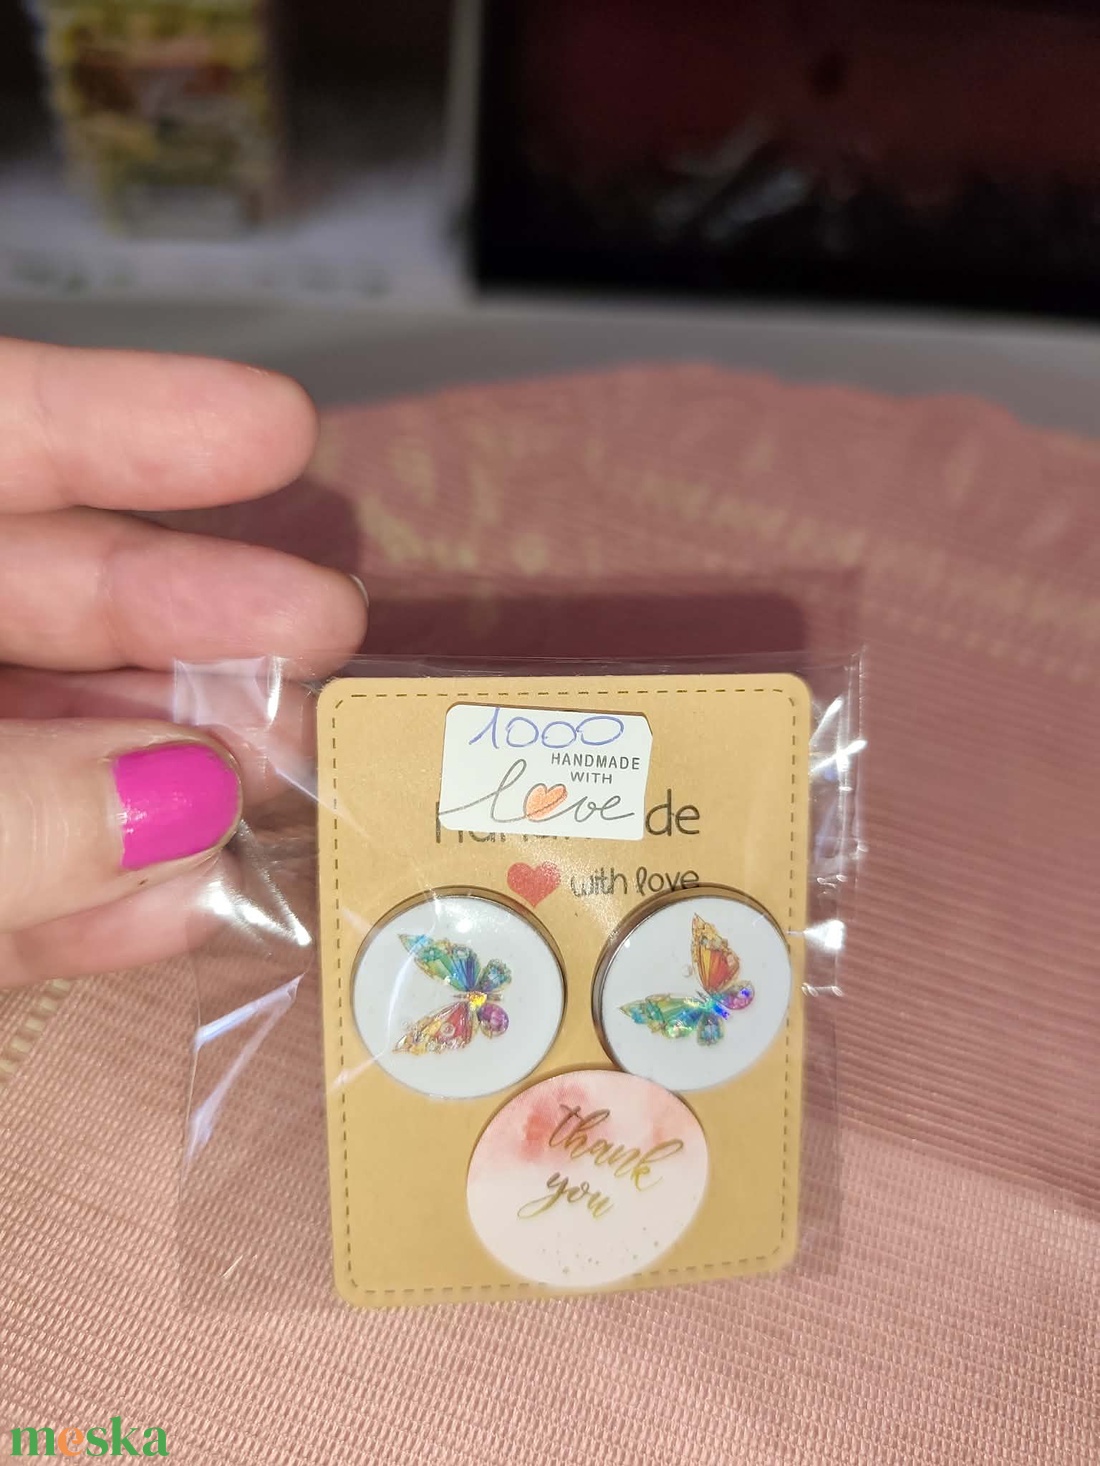 1000
HANDMADE
WITH
love
de
with love
thank
you
meska